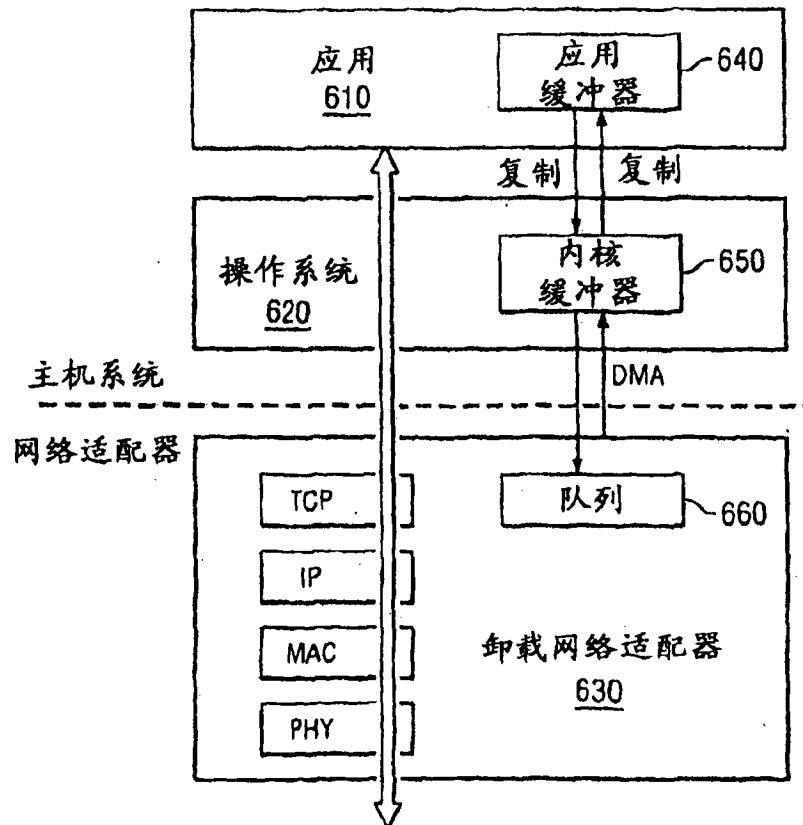 应用
610
应用
缓冲器
640
复制
复制
操作系统
620
内核
缓冲器
650
主机系统
DMA
网络适配器
TCP
队列
660
IP
MAC
卸载网络适配器
630
PHY